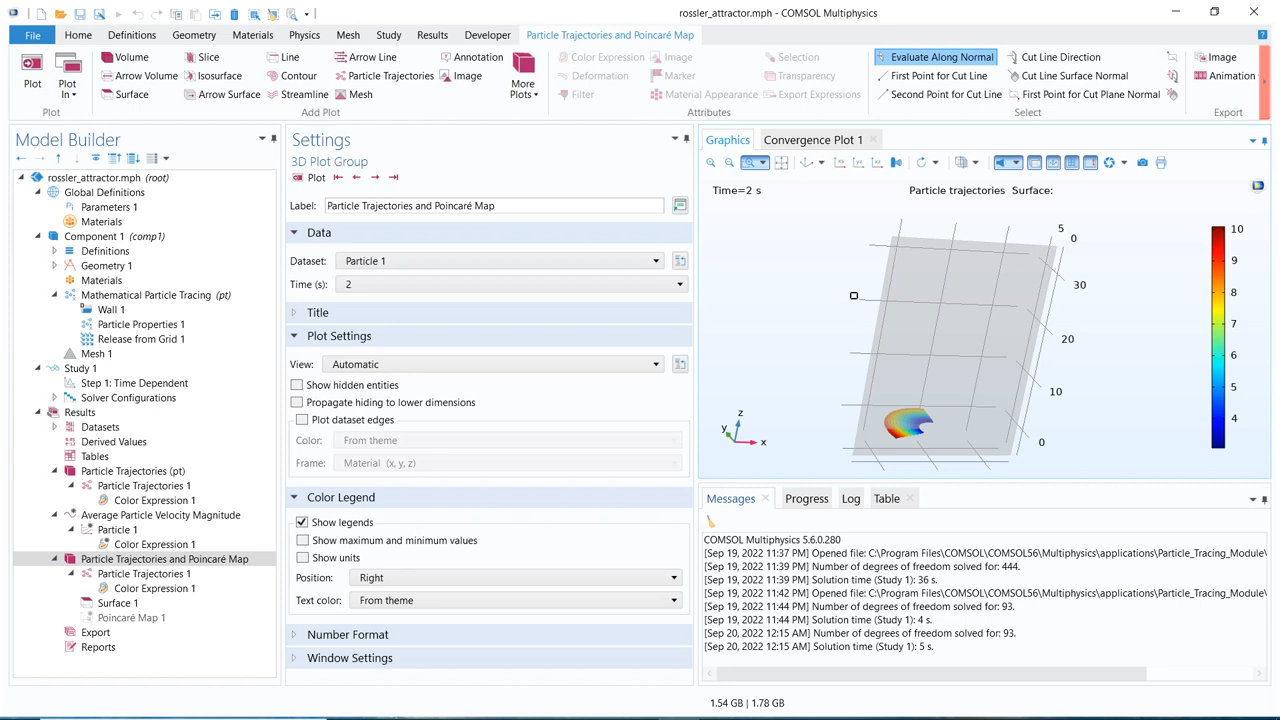 rossler_attractor.mph - COMSOL Multiphysics
File Home Definitions Geometry Materials Physics Mesh Study Results Developer Particle Trajectories and Poincaré Map
Plot
Plot In
Plot
Volume
Arrow Volume
Surface
Slice
Isosurface
Arrow Surface
Line
Contour
Streamline
Arrow Line
Particle Trajectories
Mesh
Annotation
Image
More Plots
Add Plot
Color Expression
Deformation
Filter
Image
Marker
Material Appearance
Selection
Transparency
Export Expressions
Attributes
Evaluate Along Normal
First Point for Cut Line
Second Point for Cut Line
Cut Line Direction
Cut Line Surface Normal
First Point for Cut Plane Normal
Select
Image
Animation
Export
Model Builder
rossler_attractor.mph (root)
Global Definitions
Parameters 1
Materials
Component 1 (comp1)
Definitions
Geometry 1
Materials
Mathematical Particle Tracing (pt)
Wall 1
Particle Properties 1
Release from Grid 1
Mesh 1
Study 1
Step 1: Time Dependent
Solver Configurations
Results
Datasets
Derived Values
Tables
Particle Trajectories (pt)
Particle Trajectories 1
Color Expression 1
Average Particle Velocity Magnitude
Particle 1
Color Expression 1
Particle Trajectories and Poincaré Map
Particle Trajectories 1
Color Expression 1
Surface 1
Poincaré Map 1
Export
Reports
Settings
3D Plot Group
Plot
Label: Particle Trajectories and Poincaré Map
Data
Dataset: Particle 1
Time (s): 2
Title
Plot Settings
View: Automatic
Show hidden entities
Propagate hiding to lower dimensions
Plot dataset edges
Color: From theme
Frame: Material (x, y, z)
Color Legend
Show legends
Show maximum and minimum values
Show units
Position: Right
Text color: From theme
Number Format
Window Settings
Graphics Convergence Plot 1
Time=2 s Particle trajectories Surface:
5
0
30
20
10
0
z
y
x
10
9
8
7
6
5
4
Messages Progress Log Table
COMSOL Multiphysics 5.6.0.280
[Sep 19, 2022 11:37 PM] Opened file: C:\Program Files\COMSOL\COMSOL56\Multiphysics\applications\Particle_Tracing_Module\
[Sep 19, 2022 11:39 PM] Number of degrees of freedom solved for: 444.
[Sep 19, 2022 11:39 PM] Solution time (Study 1): 36 s.
[Sep 19, 2022 11:42 PM] Opened file: C:\Program Files\COMSOL\COMSOL56\Multiphysics\applications\Particle_Tracing_Module\
[Sep 19, 2022 11:44 PM] Number of degrees of freedom solved for: 93.
[Sep 19, 2022 11:44 PM] Solution time (Study 1): 4 s.
[Sep 20, 2022 12:15 AM] Number of degrees of freedom solved for: 93.
[Sep 20, 2022 12:15 AM] Solution time (Study 1): 5 s.
1.54 GB | 1.78 GB